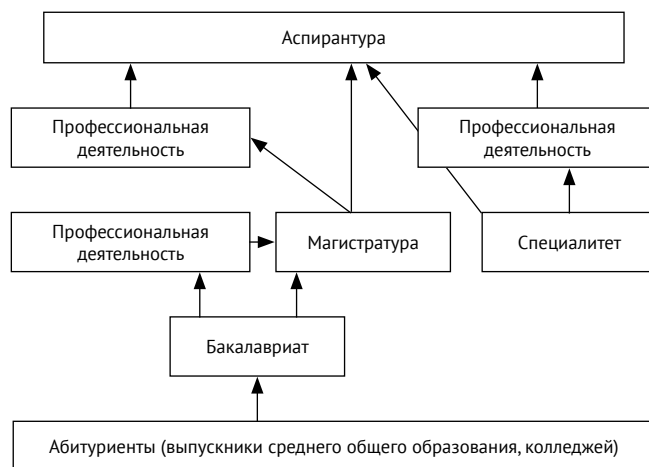 Аспирантура
Профессиональная
деятельность
Профессиональная
деятельность
Профессиональная
деятельность
Магистратура
Специалитет
Бакалавриат
Абитуриенты (выпускники среднего общего образования, колледжей)